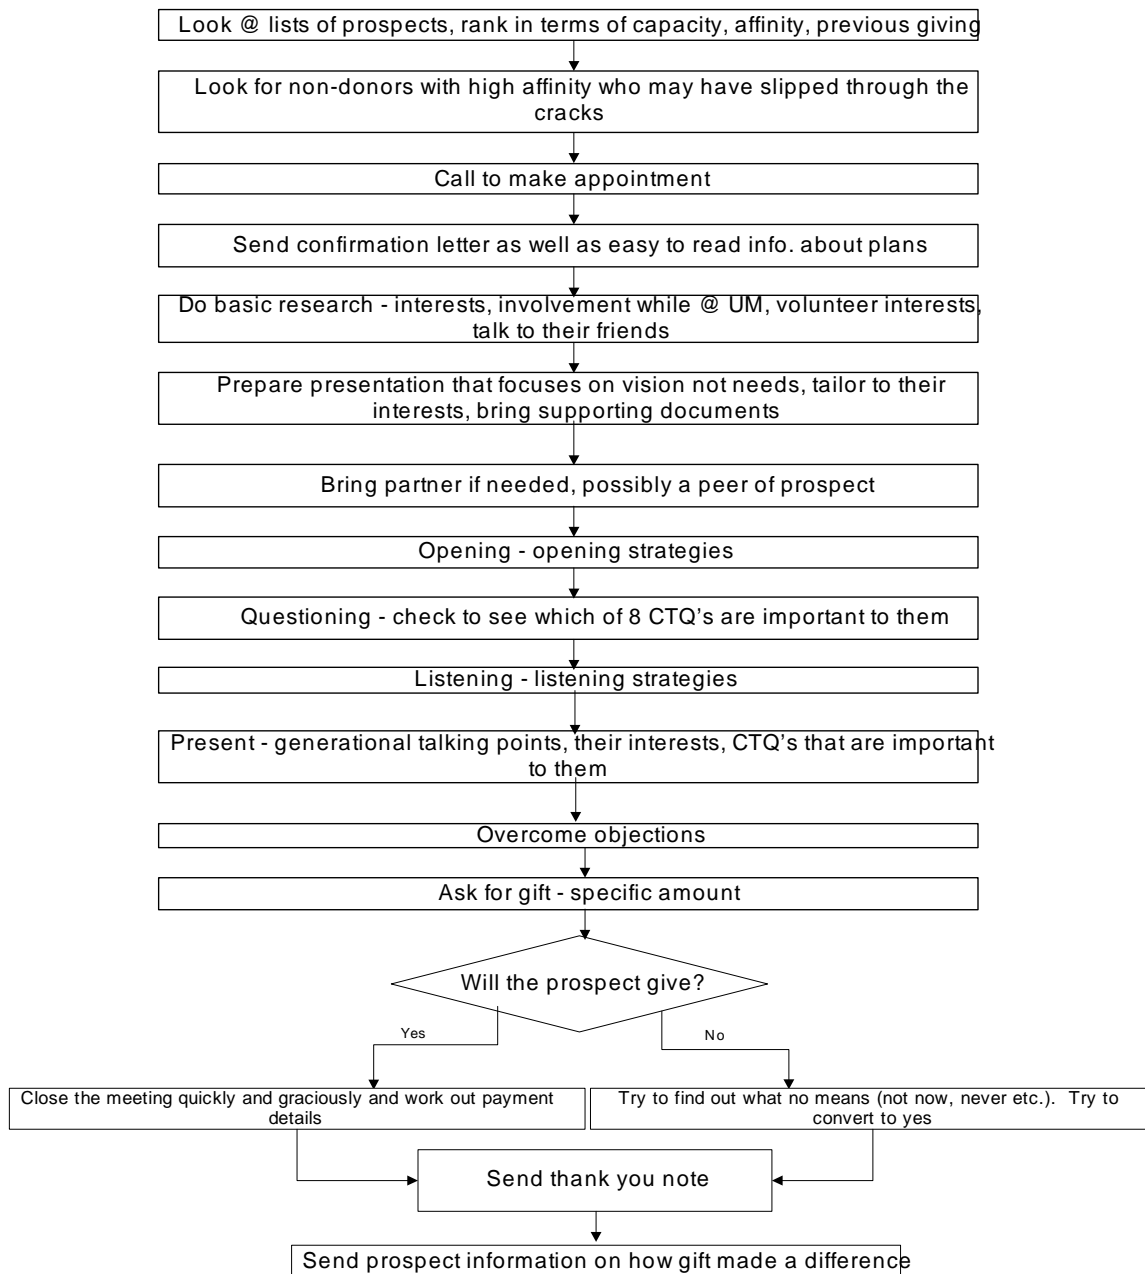 Look @ lists of prospects, rank in terms of capacity, affinity, previous giving
Look for non-donors with high affinity who may have slipped through the
cracks
Call to make appointment
Send confirmation letter as well as easy to read info. about plans
Do basic research - interests, involvement while @ UM, volunteer interests,
talk to their friends
Prepare presentation that focuses on vision not needs, tailor to their
interests, bring supporting documents
Bring partner if needed, possibly a peer of prospect
Opening - opening strategies
Questioning - check to see which of 8 CTQ's are important to them
Listening - listening strategies
Present - generational talking points, their interests, CTQ's that are important
to them
Overcome objections
Ask for gift - specific amount
Will the prospect give?
Yes
No
Close the meeting quickly and graciously and work out payment
details
Try to find out what no means (not now, never etc.). Try to
convert to yes
Send thank you note
Send prospect information on how gift made a difference